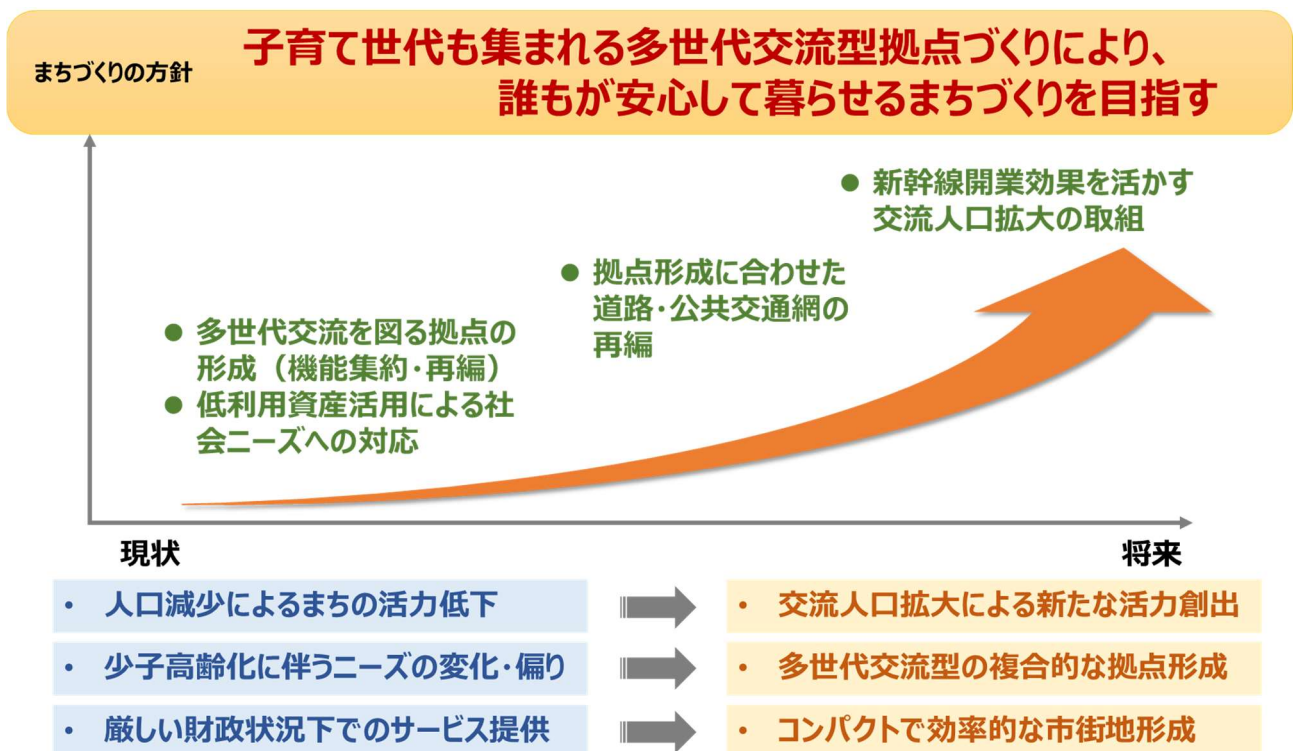 まちづくりの方針
子育て世代も集まれる多世代交流型拠点づくりにより、
誰もが安心して暮らせるまちづくりを目指す
● 新幹線開業効果を活かす
交流人口拡大の取組
● 拠点形成に合わせた
道路・公共交通網の
再編
● 多世代交流を図る拠点の
形成（機能集約・再編）
● 低利用資産活用による社
会ニーズへの対応
現状
将来
• 人口減少によるまちの活力低下
• 交流人口拡大による新たな活力創出
• 少子高齢化に伴うニーズの変化・偏り
• 多世代交流型の複合的な拠点形成
• 厳しい財政状況下でのサービス提供
• コンパクトで効率的な市街地形成